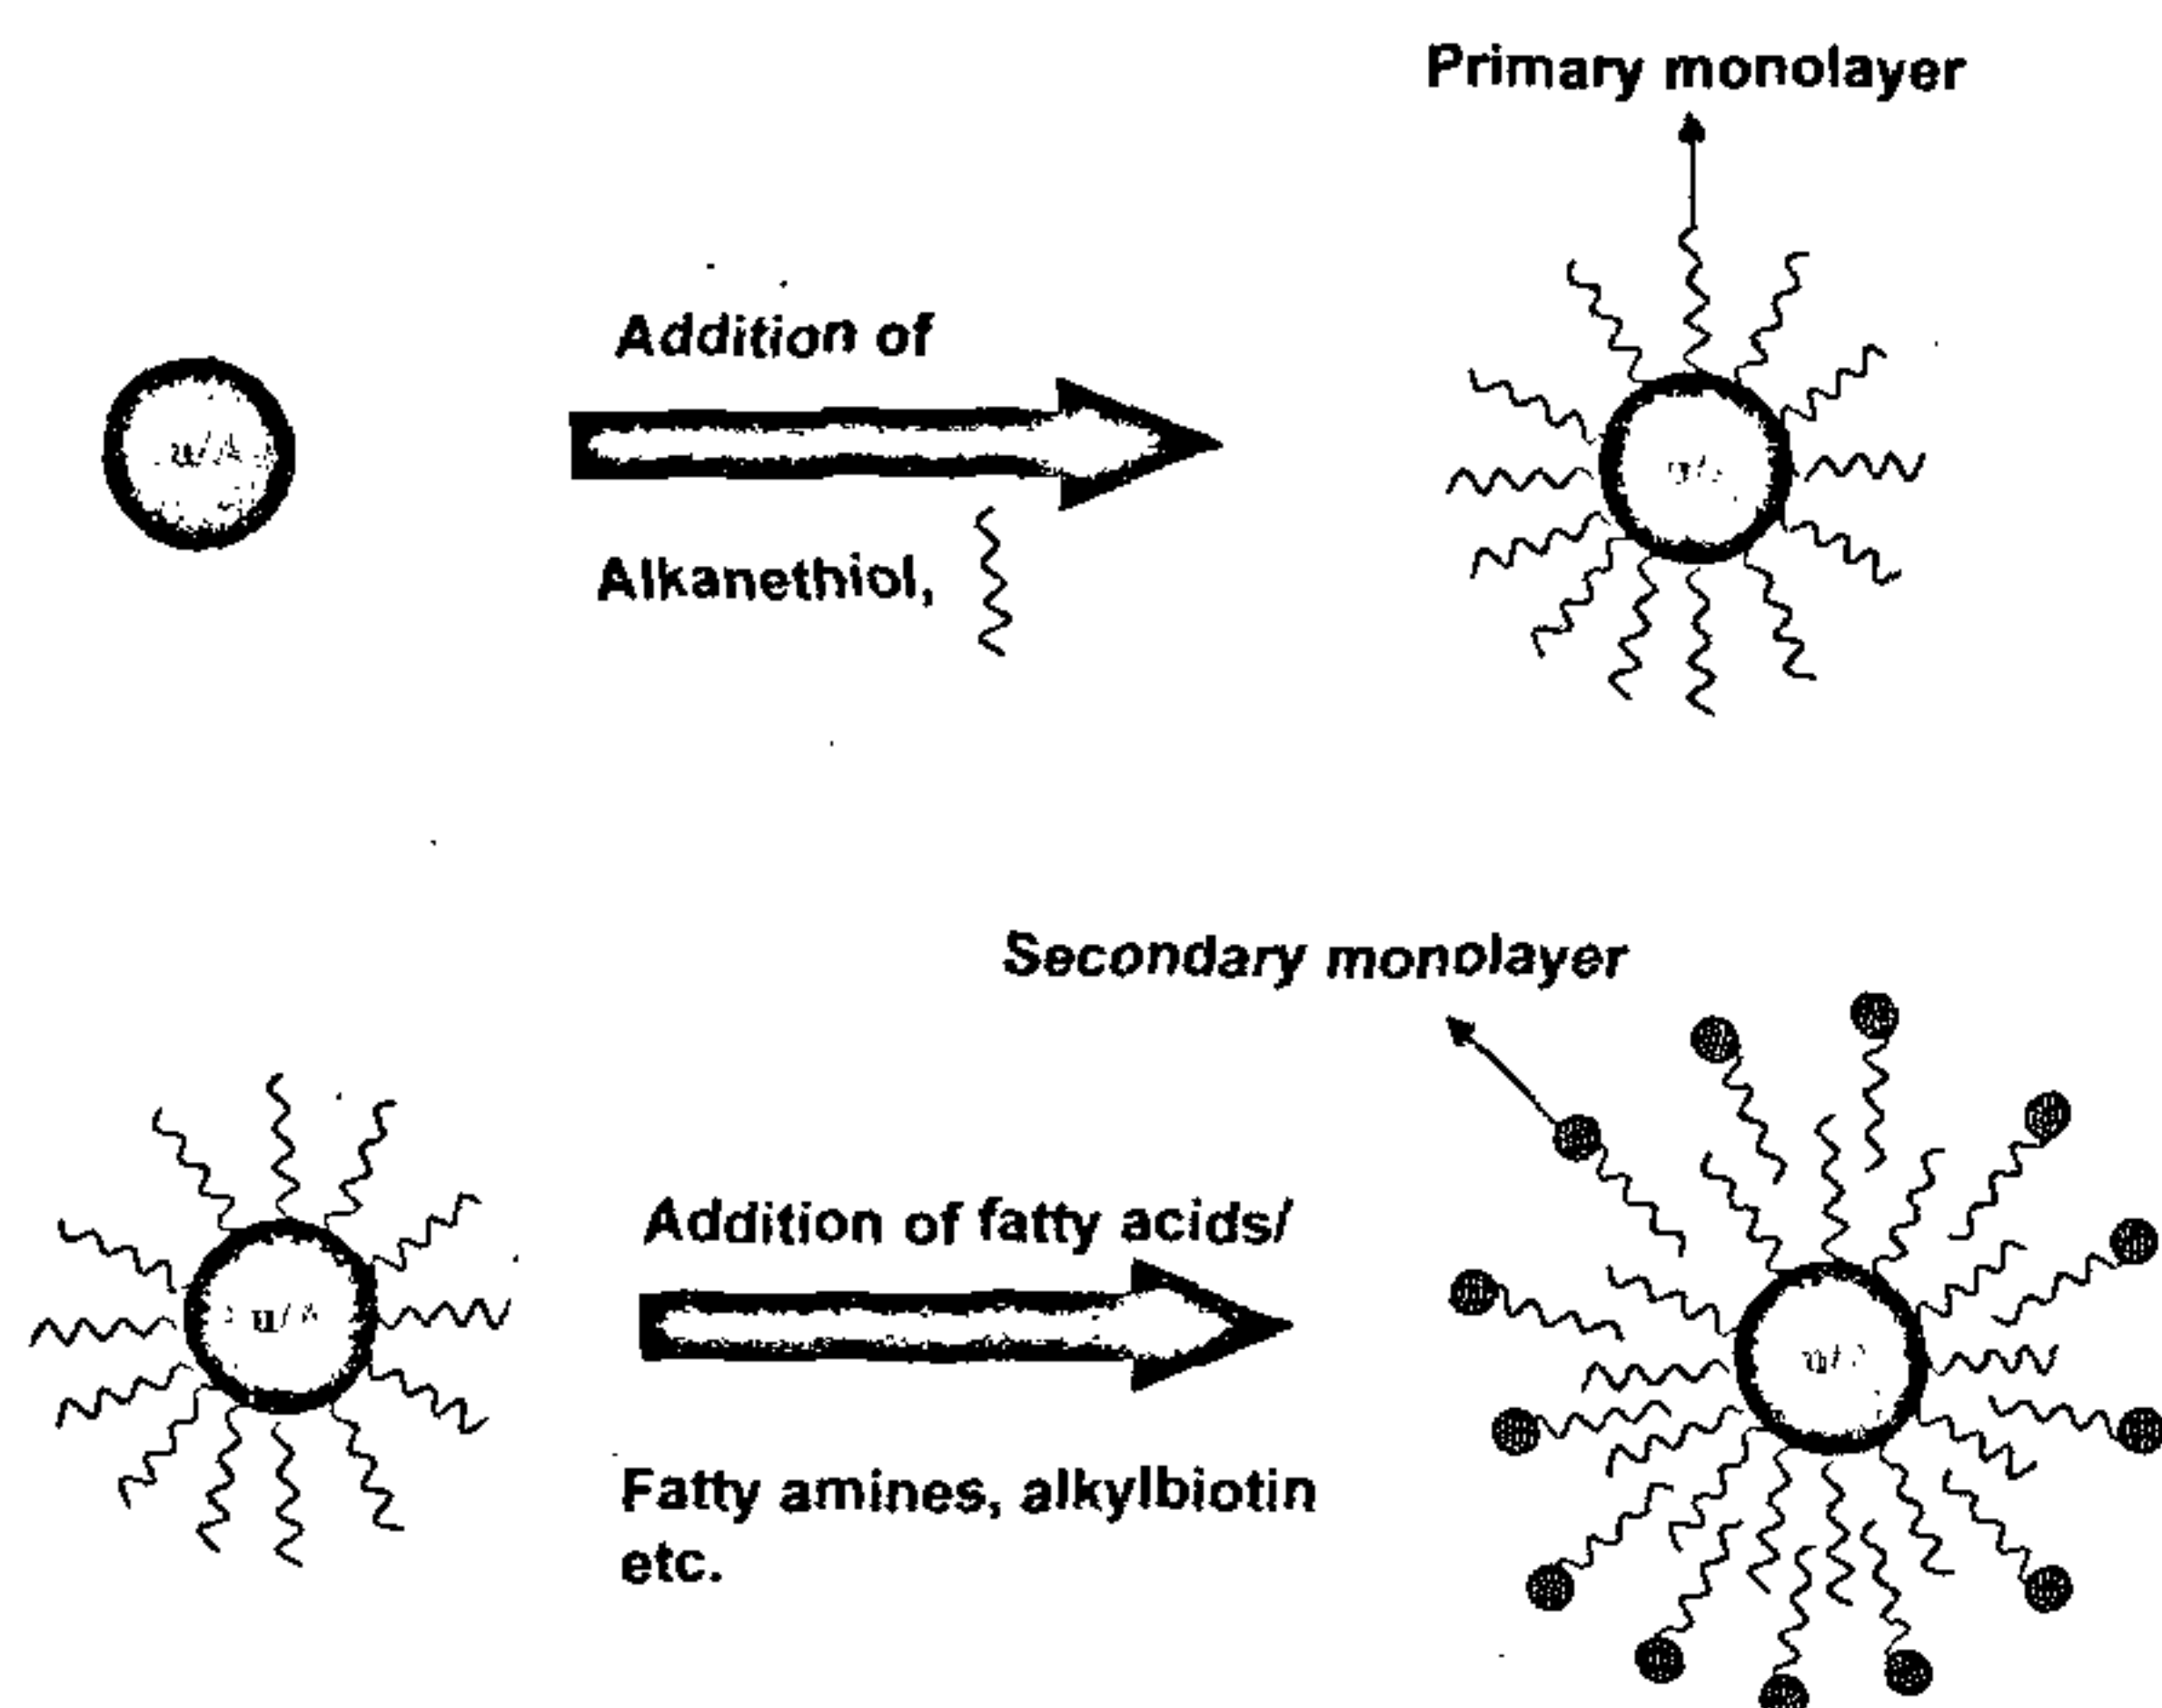 Primary monolayer
Addition of
Alkanethiol,
Secondary monolayer
Addition of fatty acids/
Fatty amines, alkylbiotin
etc.